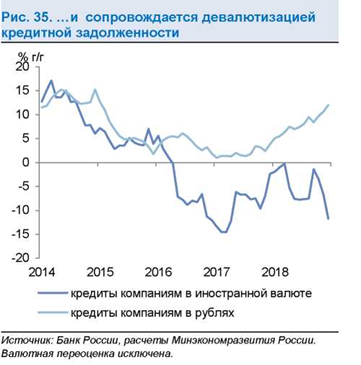 Рис. 35. …и сопровождается девалютизацией
кредитной задолженности
% г/г
20
15
10
5
0
-5
-10
-15
-20
2014 2015 2016 2017 2018
кредиты компаниям в иностранной валюте
кредиты компаниям в рублях
Источник: Банк России, расчеты Минэкономразвития России.
Валютная переоценка исключена.